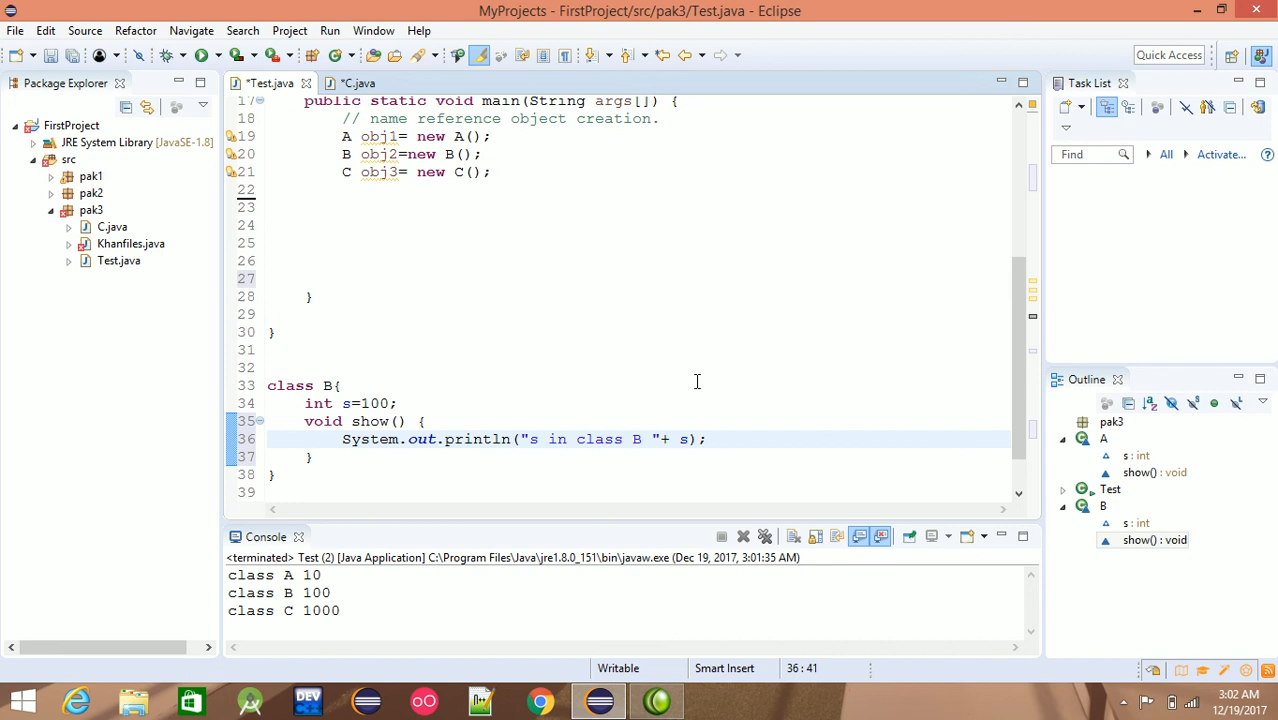 MyProjects - FirstProject/src/pak3/Test.java - Eclipse
File Edit Source Refactor Navigate Search Project Run Window Help
Quick Access
Package Explorer
*Test.java
*C.java
Task List
FirstProject
JRE System Library [JavaSE-1.8]
src
pak1
pak2
pak3
C.java
Khanfiles.java
Test.java
17 public static void main(String args[]) {
18 // name reference object creation.
19 A obj1= new A();
20 B obj2=new B();
21 C obj3= new C();
22
23
24
25
26
27
28 }
29
30 }
31
32
33 class B{
34 int s=100;
35 void show() {
36 System.out.println("s in class B "+ s);
37 }
38 }
39
Find All Activate...
Outline
pak3
A
s : int
show() : void
Test
B
s : int
show() : void
Console
<terminated> Test (2) [Java Application] C:\Program Files\Java\jre1.8.0_151\bin\javaw.exe (Dec 19, 2017, 3:01:35 AM)
class A 10
class B 100
class C 1000
Writable Smart Insert 36 : 41
DEV
3:02 AM
12/19/2017